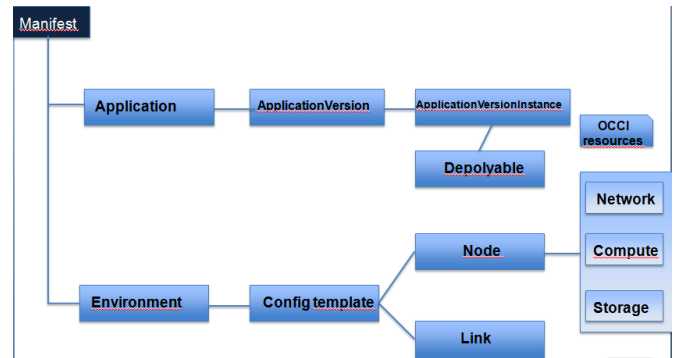 Manifest
Application
ApplicationVersion
ApplicationVersionInstance
OCCI
resources
Depolyable
Network
Node
Compute
Environment
Config template
Storage
Link